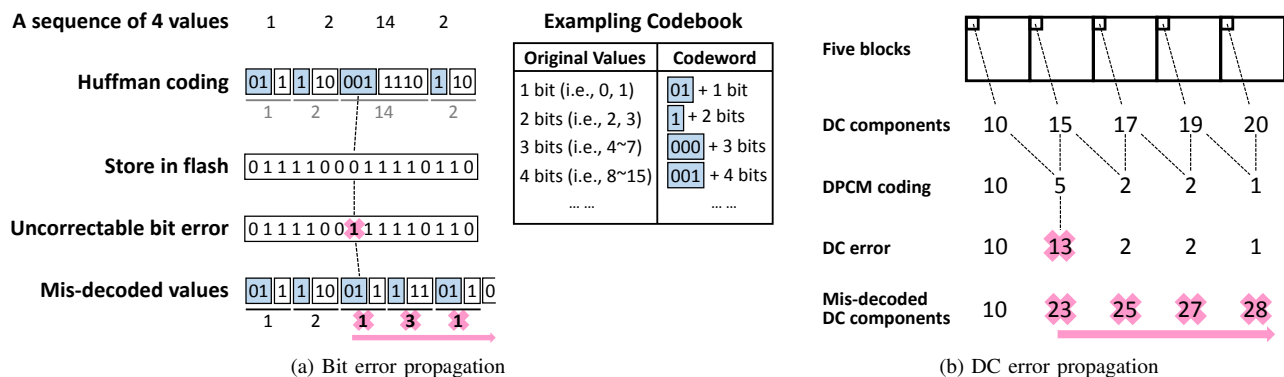 A sequence of 4 values 1 2 14 2
Huffman coding 01 1 1 10 001 1110 1 10
1 2 14 2
Store in flash 0 1 1 1 1 0 0 0 0 1 1 1 1 0 1 1 0
Uncorrectable bit error 0 1 1 1 1 0 0 1 1 1 1 1 0 1 1 0
Mis-decoded values 01 1 1 10 01 1 1 11 01 1 0
1 2 1 3 1
(a) Bit error propagation
Exampling Codebook
Original Values Codeword
1 bit (i.e., 0, 1) 01 + 1 bit
2 bits (i.e., 2, 3) 1 + 2 bits
3 bits (i.e., 4~7) 000 + 3 bits
4 bits (i.e., 8~15) 001 + 4 bits
... ... ... ...
Five blocks
DC components 10 15 17 19 20
DPCM coding 10 5 2 2 1
DC error 10 13 2 2 1
Mis-decoded
DC components 10 23 25 27 28
(b) DC error propagation